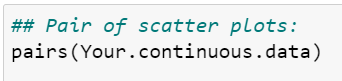 ## Pair of scatter plots:
pairs(Your.continuous.data)